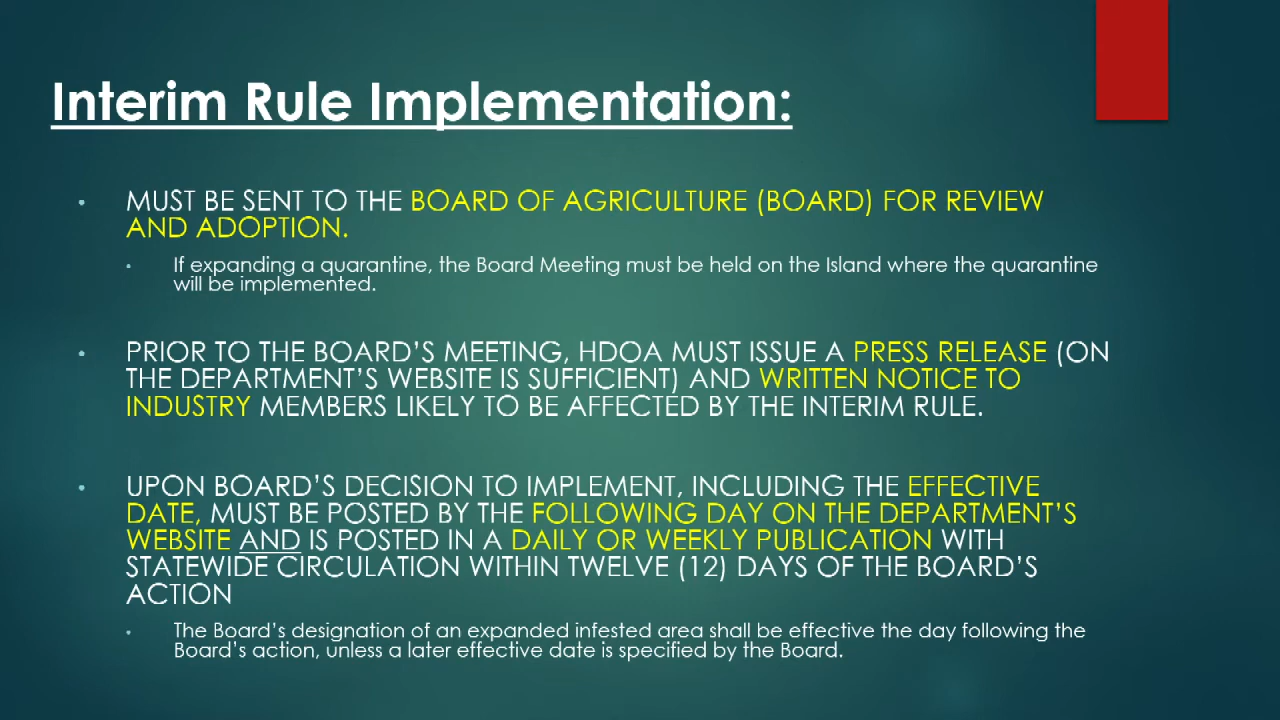 Interim Rule Implementation:
• MUST BE SENT TO THE BOARD OF AGRICULTURE (BOARD) FOR REVIEW
AND ADOPTION.
• If expanding a quarantine, the Board Meeting must be held on the Island where the quarantine
will be implemented.
• PRIOR TO THE BOARD’S MEETING, HDOA MUST ISSUE A PRESS RELEASE (ON
THE DEPARTMENT’S WEBSITE IS SUFFICIENT) AND WRITTEN NOTICE TO
INDUSTRY MEMBERS LIKELY TO BE AFFECTED BY THE INTERIM RULE.
• UPON BOARD’S DECISION TO IMPLEMENT, INCLUDING THE EFFECTIVE
DATE, MUST BE POSTED BY THE FOLLOWING DAY ON THE DEPARTMENT’S
WEBSITE AND IS POSTED IN A DAILY OR WEEKLY PUBLICATION WITH
STATEWIDE CIRCULATION WITHIN TWELVE (12) DAYS OF THE BOARD’S
ACTION
• The Board’s designation of an expanded infested area shall be effective the day following the
Board’s action, unless a later effective date is specified by the Board.